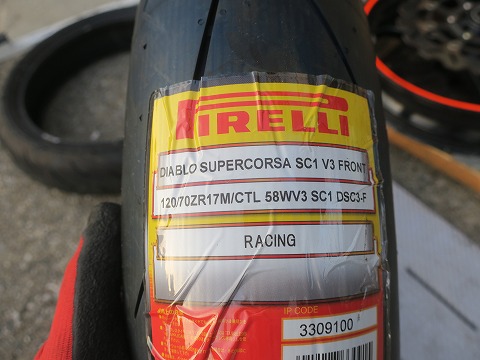 PIRELLI
DIABLO SUPERCORSA SC1 V3 FRONT
120/70ZR17M/CTL 58WV3 SC1 DSC3-F
RACING
IP CODE
3309100